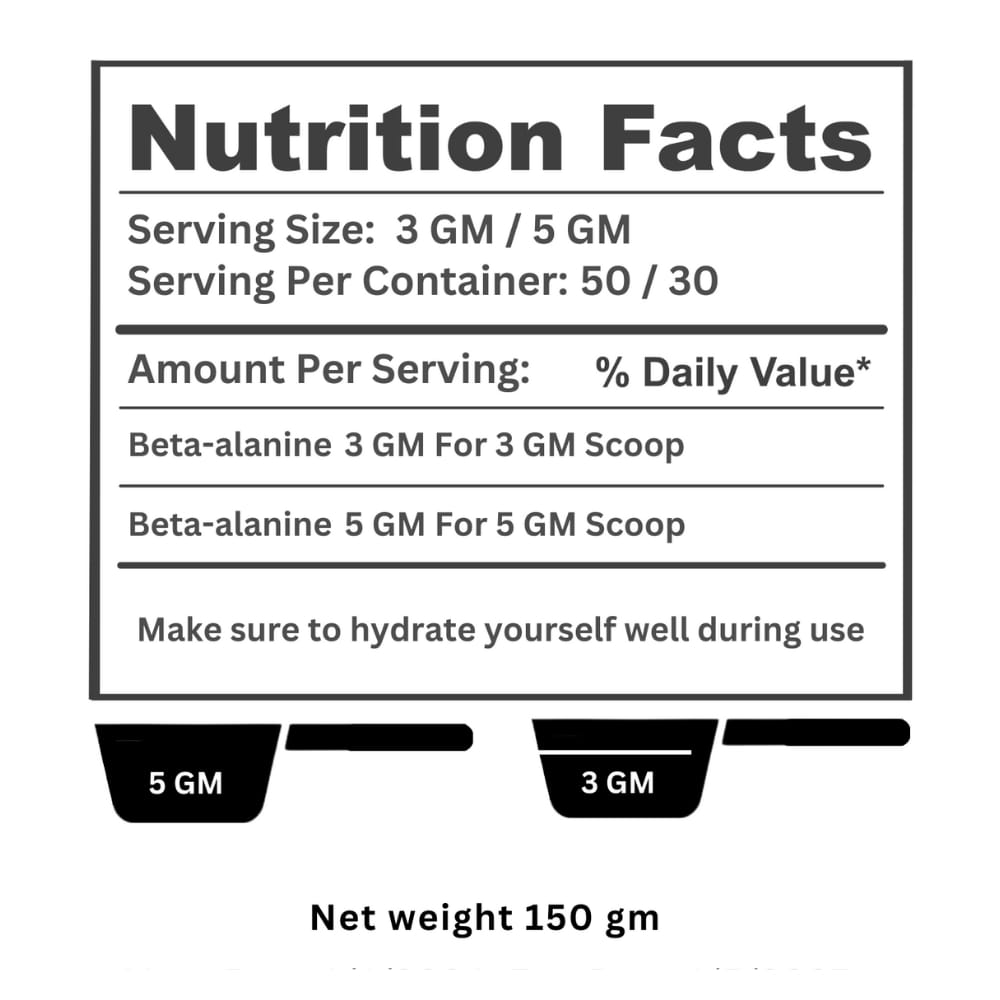 Nutrition Facts
Serving Size: 3 GM / 5 GM
Serving Per Container: 50 / 30
Amount Per Serving: % Daily Value*
Beta-alanine 3 GM For 3 GM Scoop
Beta-alanine 5 GM For 5 GM Scoop
Make sure to hydrate yourself well during use
5 GM
3 GM
Net weight 150 gm